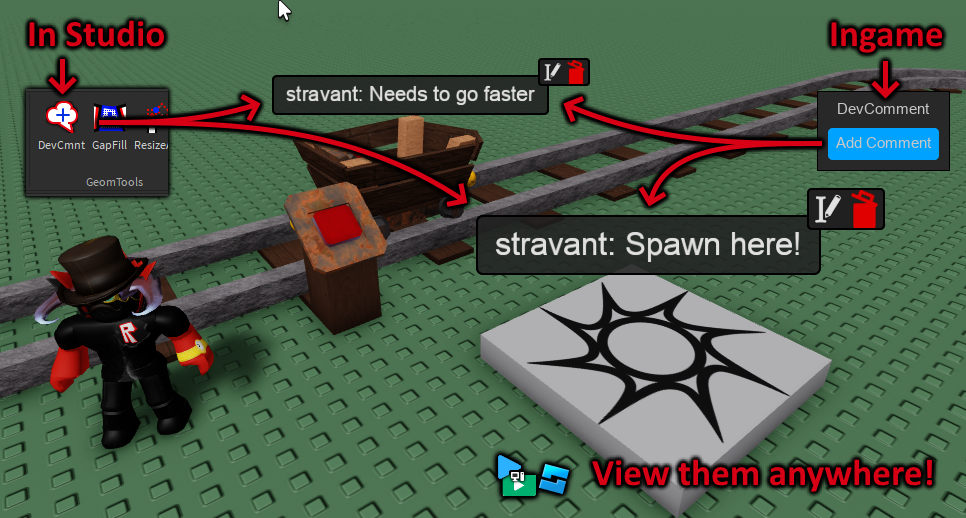 In Studio
Ingame
stravant: Needs to go faster
DevComment
Add Comment
DevCmnt GapFill Resize
GeomTools
stravant: Spawn here!
R
View them anywhere!